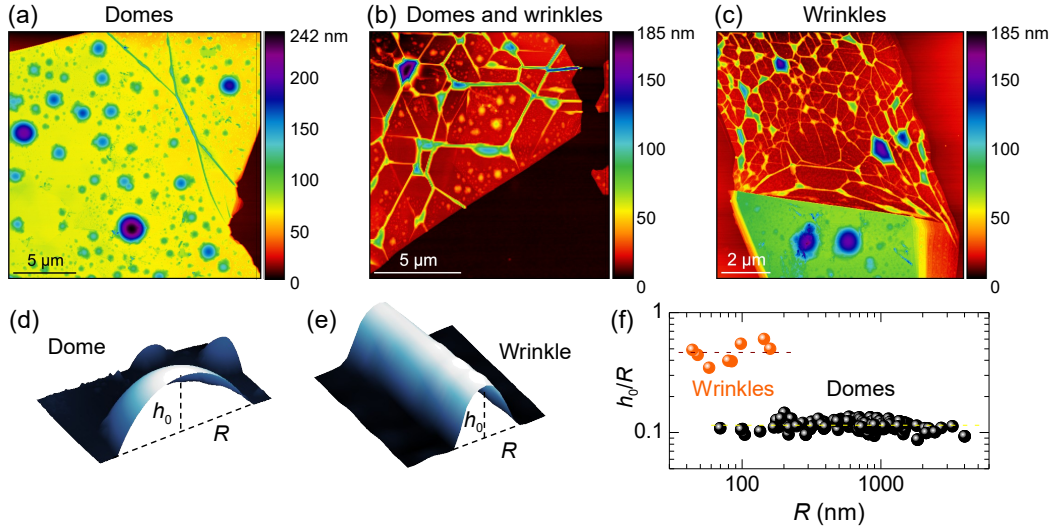 (a) Domes
242 nm
200
150
100
50
0
5 μm
(b) Domes and wrinkles
185 nm
150
100
50
0
5 μm
(c) Wrinkles
185 nm
150
100
50
0
2 μm
(d)
Dome
h0
R
(e)
Wrinkle
h0
R
(f)
1
0.1
h0/R
Wrinkles
Domes
100
1000
R (nm)